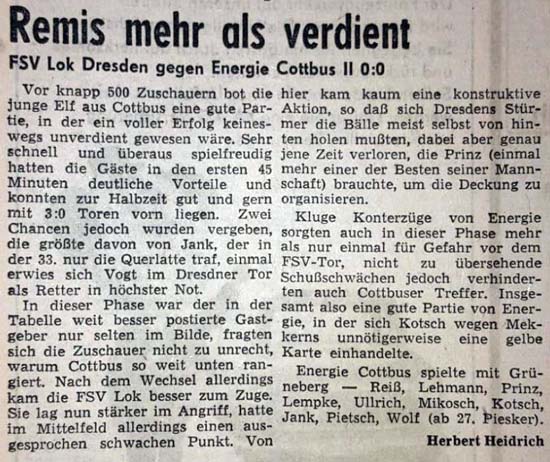 Remis mehr als verdient
FSV Lok Dresden gegen Energie Cottbus II 0:0
Vor knapp 500 Zuschauern bot die
junge Elf aus Cottbus eine gute Par-
tie, in der ein voller Erfolg keines-
wegs unverdient gewesen wäre. Sehr
schnell und überaus spielfreudig
hatten die Gäste in den ersten 45
Minuten deutliche Vorteile und
konnten zur Halbzeit gut und gern
mit 3:0 Toren vorn liegen. Zwei
Chancen jedoch wurden vergeben,
die größte davon von Jank, der in
der 33. nur die Querlatte traf, einmal
erwies sich Vogt im Dresdner Tor
als Retter in höchster Not.
In dieser Phase war der in der
Tabelle weit besser postierte Gast-
geber nur selten im Bilde, fragten
sich die Zuschauer nicht zu unrecht,
warum Cottbus so weit unten ran-
giert. Nach dem Wechsel allerdings
kam die FSV Lok besser zum Zuge.
Sie lag nun stärker im Angriff, hatte
im Mittelfeld allerdings einen aus-
gesprochen schwachen Punkt. Von
hier kam kaum eine konstruktive
Aktion, so daß sich Dresdens Stür-
mer die Bälle meist selbst von hin-
ten holen mußten, dabei aber genau
jene Zeit verloren, die Prinz (einmal
mehr einer der Besten seiner Mann-
schaft) brauchte, um die Deckung zu
organisieren.
Kluge Konterzüge von Energie
sorgten auch in dieser Phase mehr
als nur einmal für Gefahr vor dem
FSV-Tor, nicht zu übersehende
Schußschwächen jedoch verhinder-
ten auch Cottbuser Treffer. Insge-
samt also eine gute Partie von Ener-
gie, in der sich Kotsch wegen Mek-
kerns unnötigerweise eine gelbe
Karte einhandelte.
Energie Cottbus spielte mit Grü-
neberg — Reiß, Lehmann, Prinz,
Lempke, Ullrich, Mikosch, Kotsch,
Jank, Pietsch, Wolf (ab 27. Piesker).
Herbert Heidrich